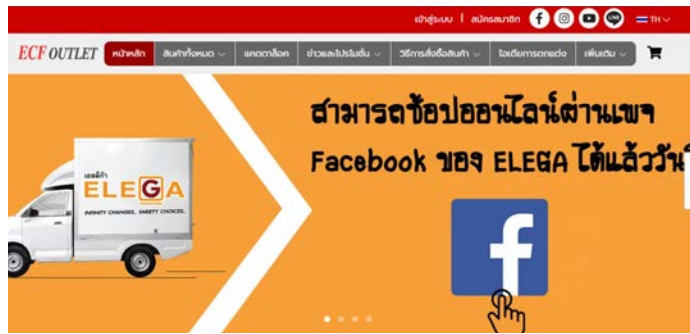 เข้าสู่ระบบ | สมัครสมาชิก
TH
ECF OUTLET
หน้าหลัก
สินค้าทั้งหมด
แคตตาล็อค
ข่าวและโปรโมชั่น
วิธีการสั่งซื้อสินค้า
ไอเดียการตกแต่ง
เพิ่มเติม
สามารถช้อปออนไลน์ผ่านเพจ
Facebook ของ ELEGA ได้แล้ววัน
เอลลีก้า
ELEGA
INFINITY CHANGES, VARIETY CHOICES.